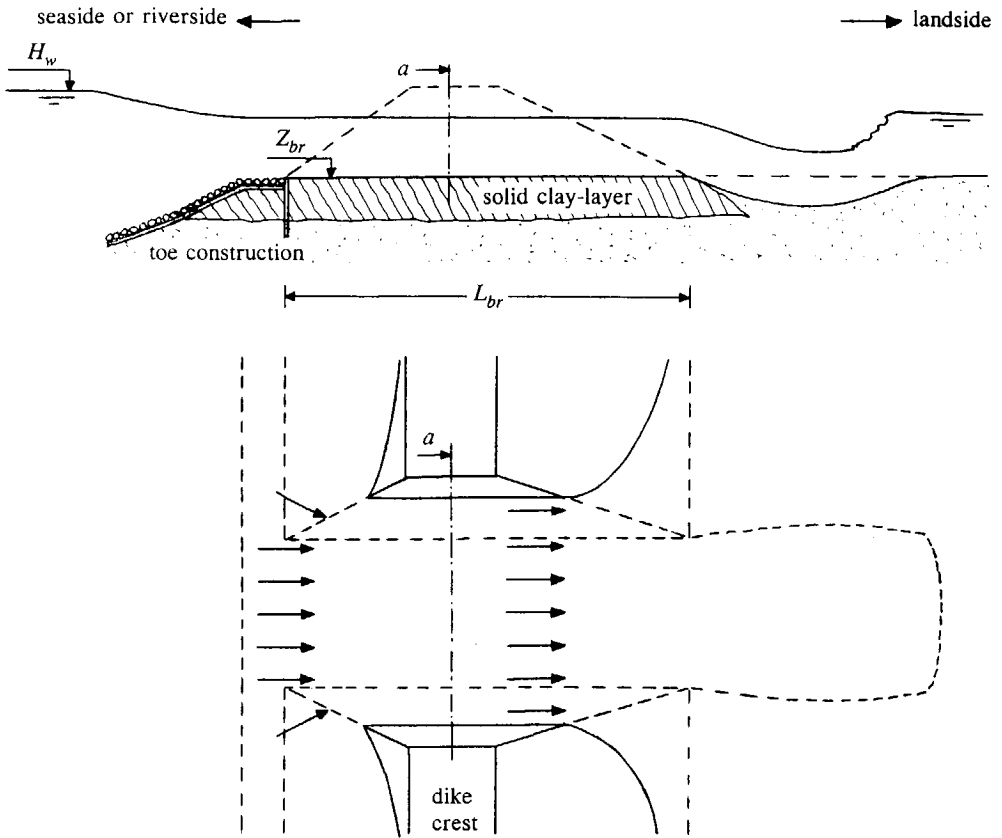 seaside or riverside
landside
H_w
a
Z_br
solid clay-layer
toe construction
L_br
a
dike
crest